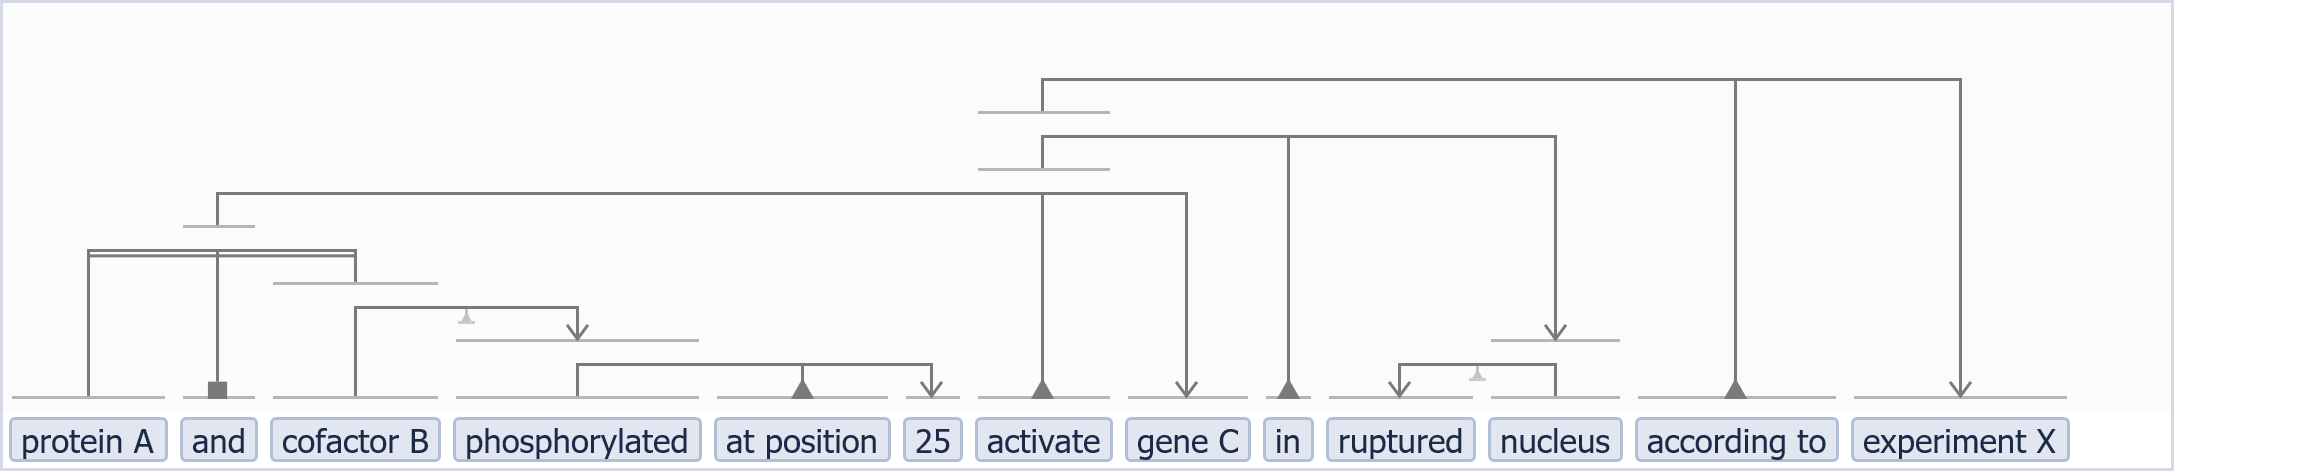 protein A and cofactor B phosphorylated at position 25 activate gene C in ruptured nucleus according to experiment X